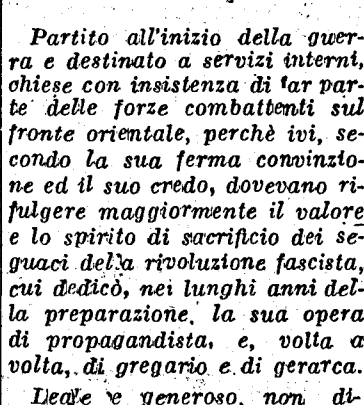 Partito all'inizio della guer-
ra e destinato a servizi interni,
chiese con insistenza di far par-
te delle forze combattenti sul
fronte orientale, perchè ivi, se-
condo la sua ferma convinzio-
ne ed il suo credo, dovevano ri-
fulgere maggiormente il valore
e lo spirito di sacrificio dei se-
guaci della rivoluzione fascista,
cui dedicò, nei lunghi anni del-
la preparazione, la sua opera
di propagandista, e, volta a
volta, di gregario e di gerarca.
Leale e generoso, non di-